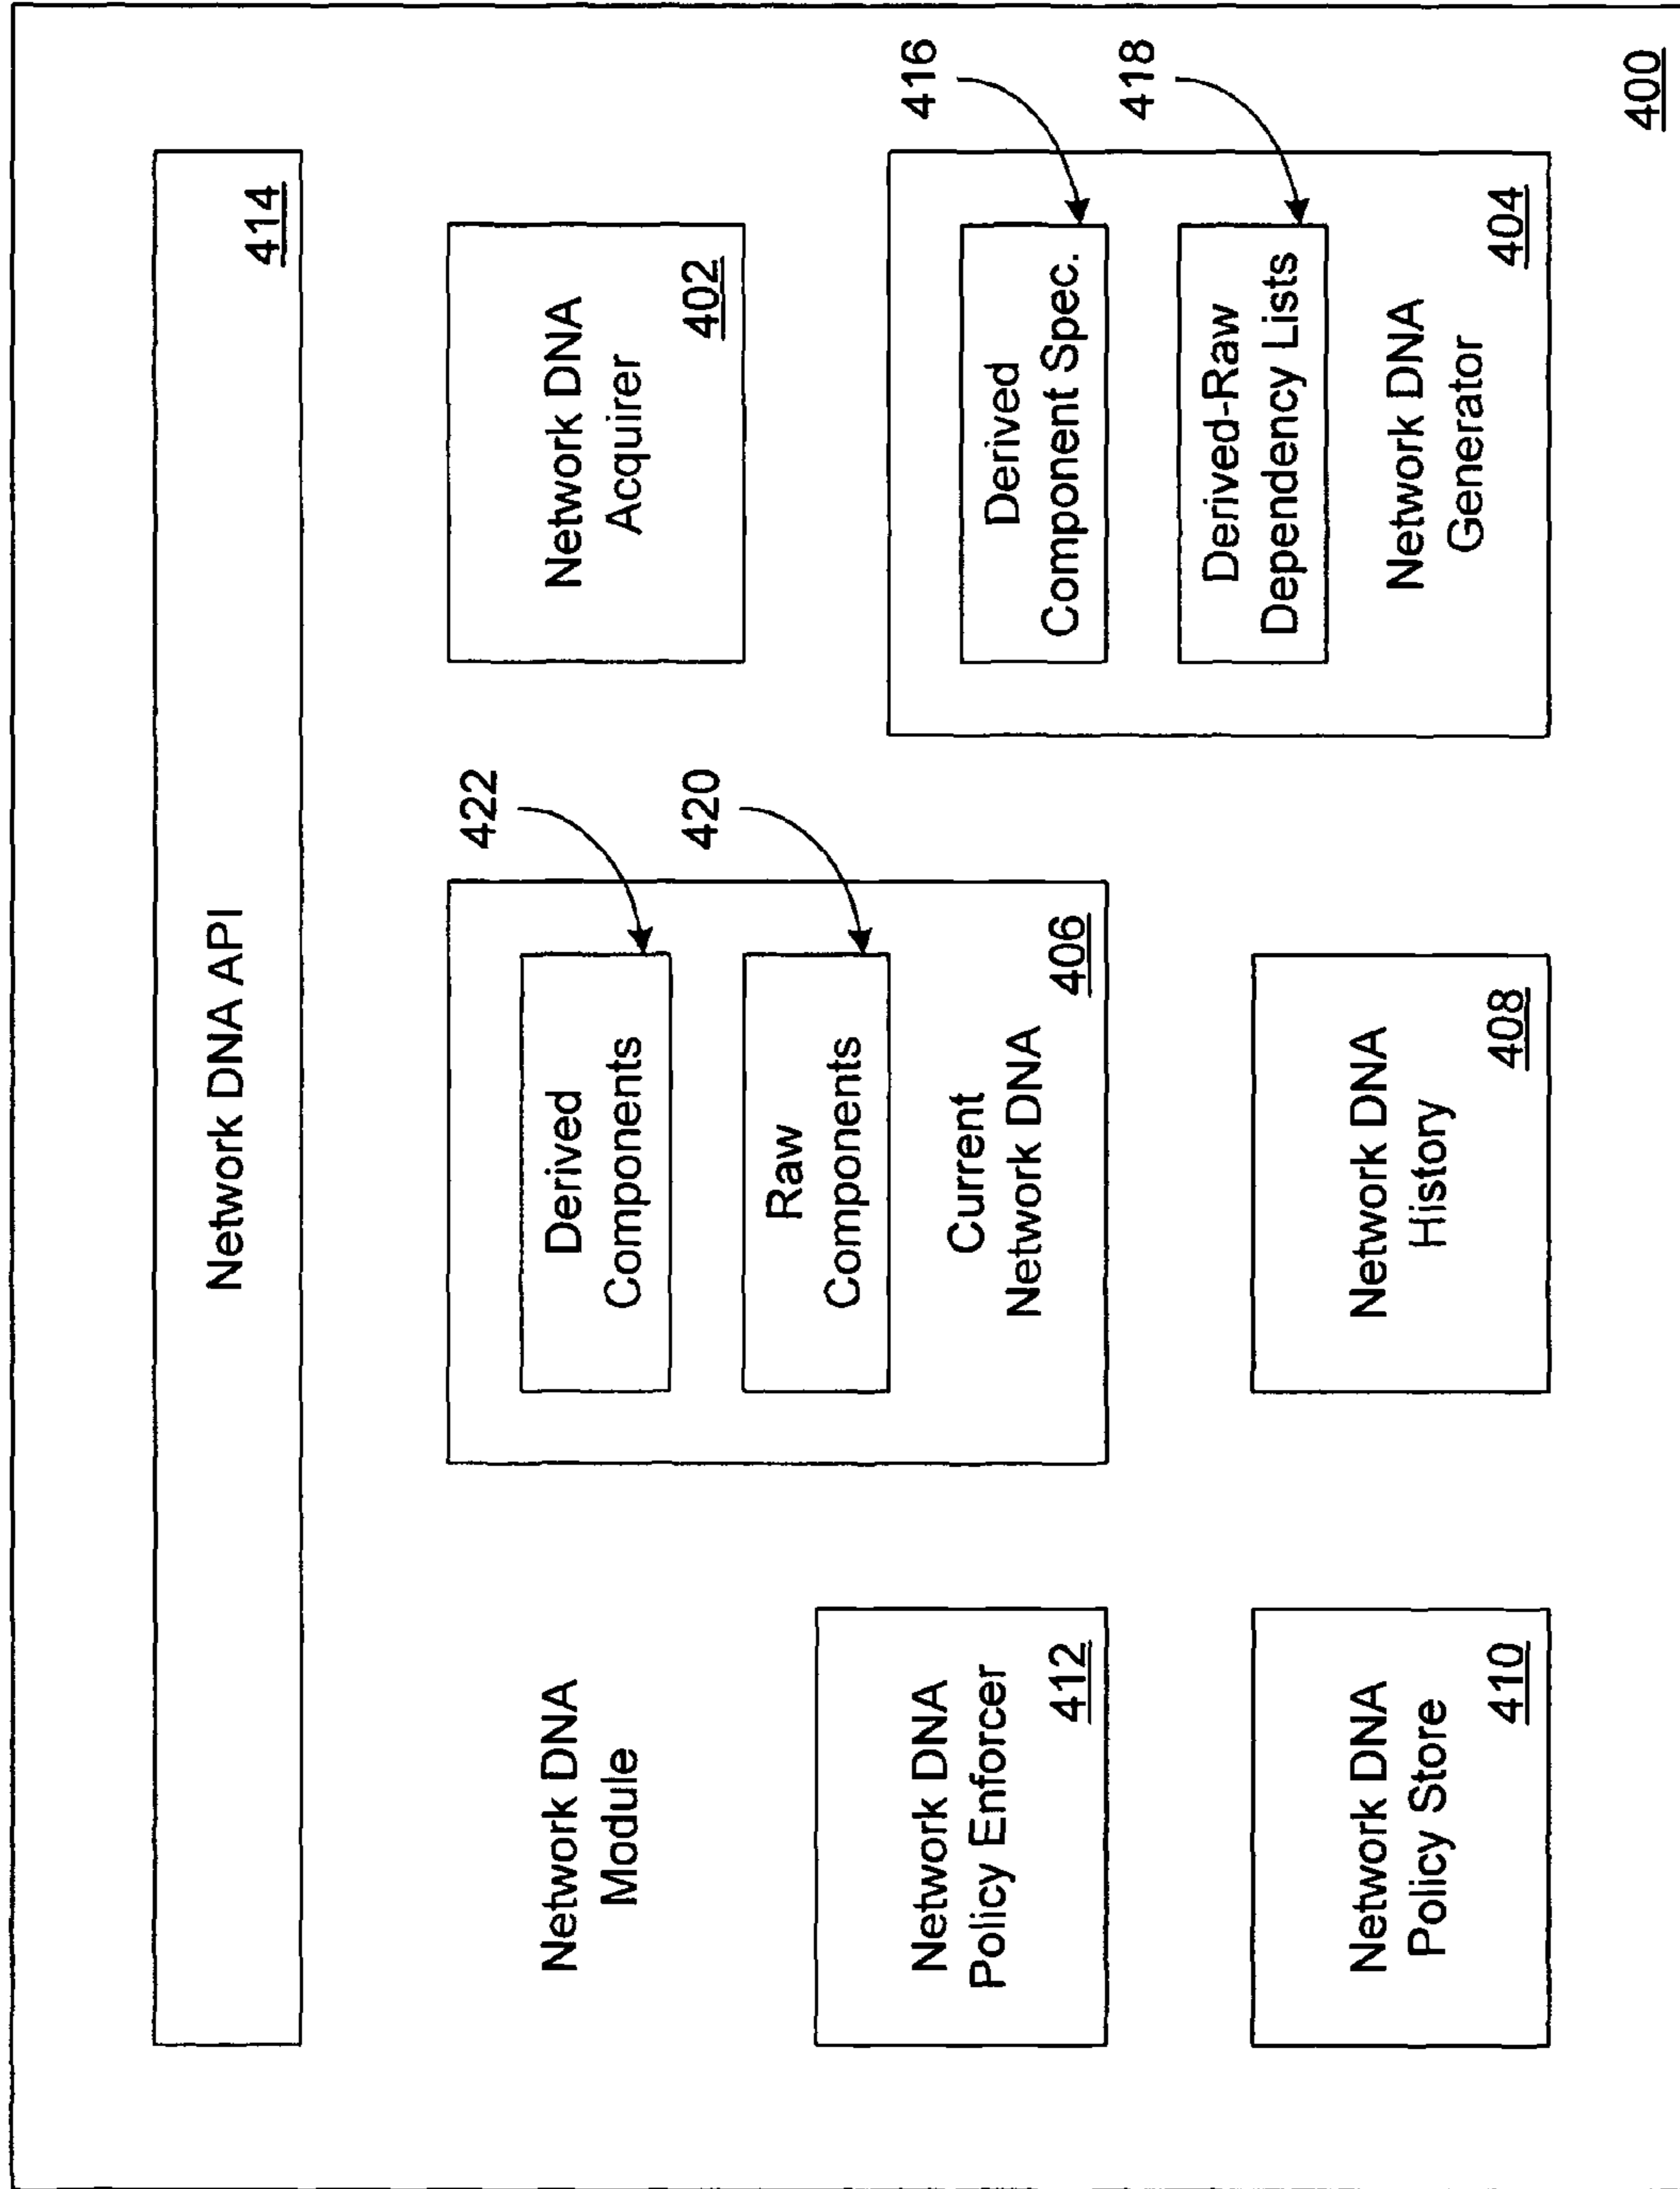 Network DNA API
414
Network DNA
Module
Network DNA
Policy Enforcer
412
Network DNA
Policy Store
410
422
Derived
Components
420
Raw
Components
Current
Network DNA
406
Network DNA
History
408
Network DNA
Acquirer
402
416
Derived
Component Spec.
418
Derived-Raw
Dependency Lists
Network DNA
Generator
404
400